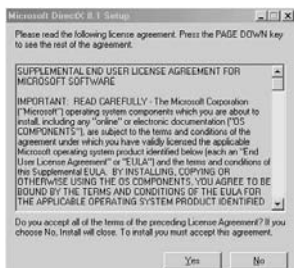 Microsoft DirectX 8.1 Setup
Please read the following license agreement. Press the PAGE DOWN key
to see the rest of the agreement.
SUPPLEMENTAL END USER LICENSE AGREEMENT FOR
MICROSOFT SOFTWARE
IMPORTANT: READ CAREFULLY - The Microsoft Corporation
("Microsoft") operating system components which you are about to
install, including any "online" or electronic documentation ("OS
COMPONENTS"), are subject to the terms and conditions of the
agreement under which you have validly licensed the applicable
Microsoft operating system product identified below (each an "End
User License Agreement" or "EULA") and the terms and conditions of
this Supplemental EULA. BY INSTALLING, COPYING OR
OTHERWISE USING THE OS COMPONENTS, YOU AGREE TO BE
BOUND BY THE TERMS AND CONDITIONS OF THE EULA FOR
THE APPLICABLE OPERATING SYSTEM PRODUCT IDENTIFIED
Do you accept all of the terms of the preceding License Agreement? If you
choose No, Install will close. To install you must accept this agreement.
Yes No